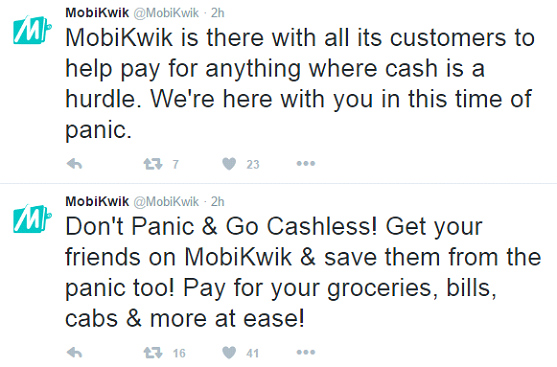 MobiKwik @MobiKwik · 2h
MobiKwik is there with all its customers to
help pay for anything where cash is a
hurdle. We're here with you in this time of
panic.
7 23
MobiKwik @MobiKwik · 2h
Don't Panic & Go Cashless! Get your
friends on MobiKwik & save them from the
panic too! Pay for your groceries, bills,
cabs & more at ease!
16 41